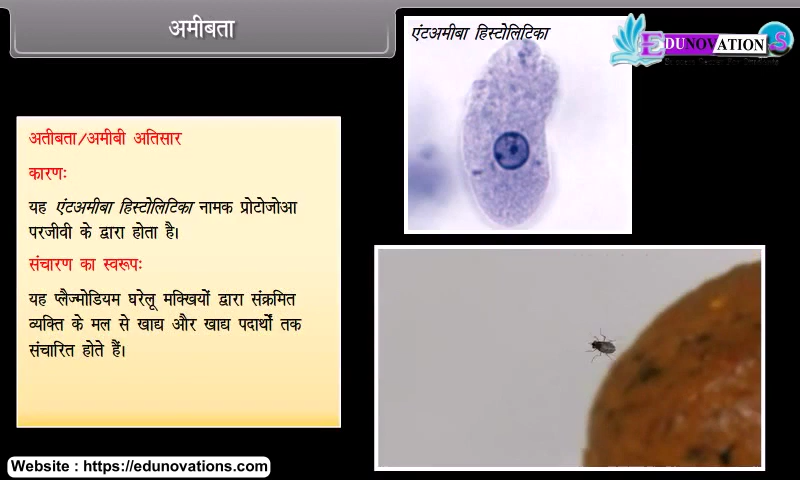 अमीबता
एंटअमीबा हिस्टोलिटिका
EDUNOVATION S
अतीबता/अमीबी अतिसार
कारणः
यह एंटअमीबा हिस्टोलिटिका नामक प्रोटोजोआ
परजीवी के द्वारा होता है।
संचारण का स्वरूपः
यह प्लैज्मोडियम घरेलू मक्खियों द्वारा संक्रमित
व्यक्ति के मल से खाद्य और खाद्य पदार्थों तक
संचारित होते हैं।
Website : https://edunovations.com